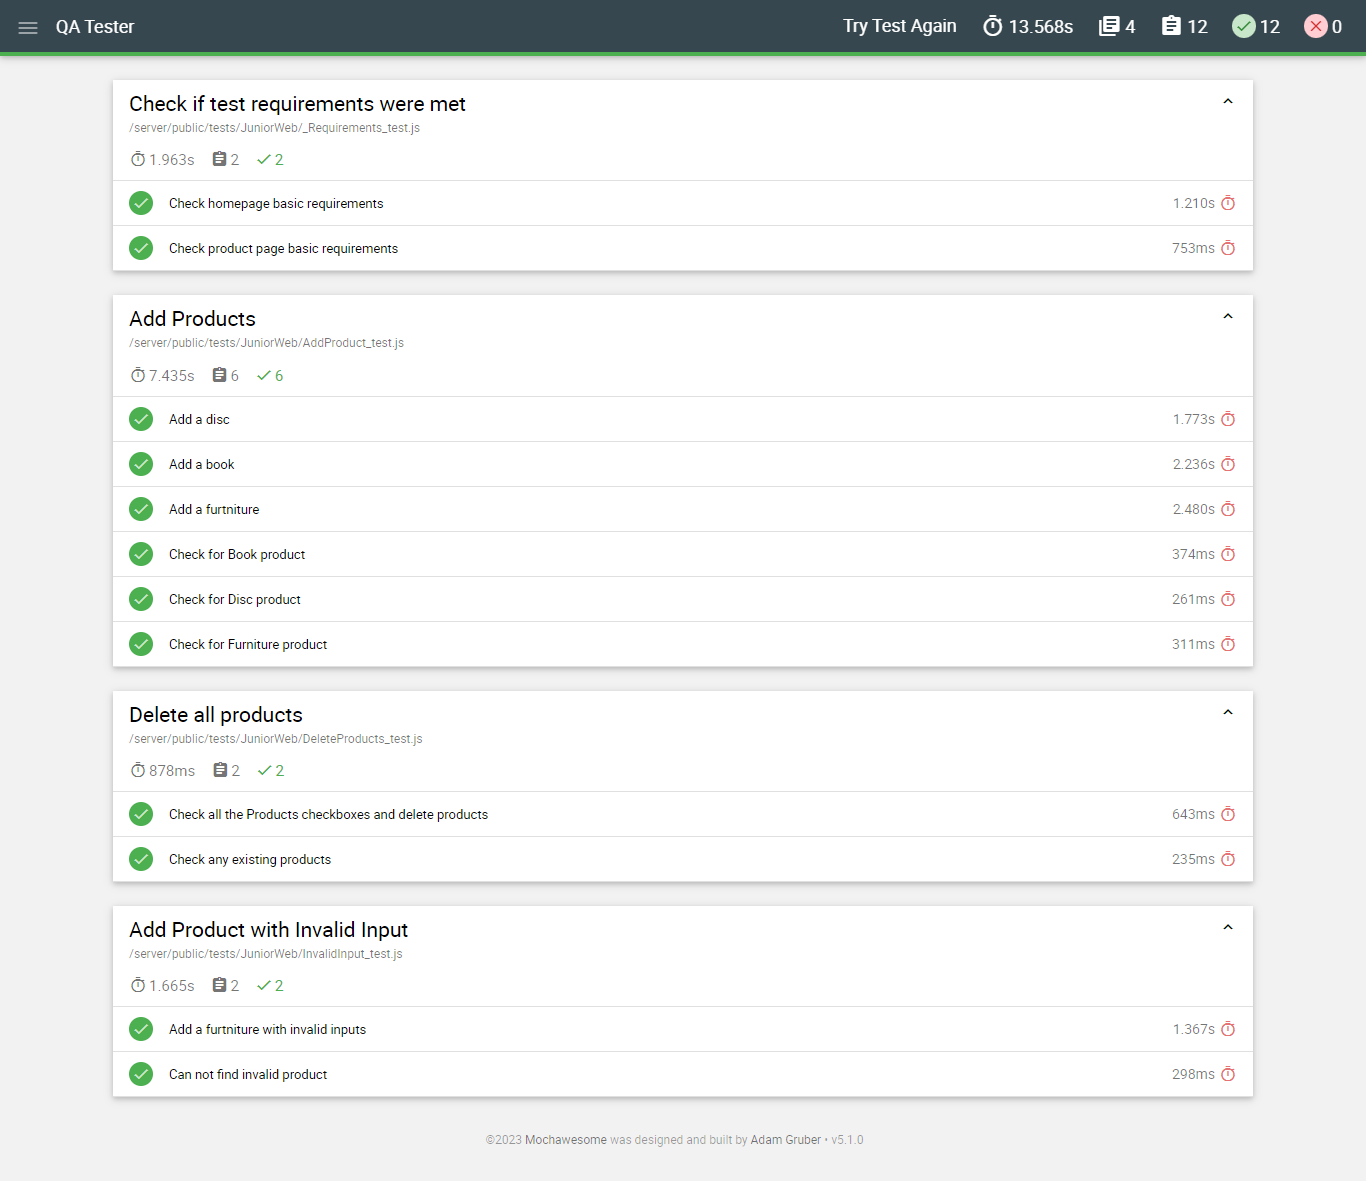 QA Tester
Try Test Again 13.568s 4 12 12 0
Check if test requirements were met
/server/public/tests/JuniorWeb/_Requirements_test.js
1.963s 2 2
Check homepage basic requirements 1.210s
Check product page basic requirements 753ms
Add Products
/server/public/tests/JuniorWeb/AddProduct_test.js
7.435s 6 6
Add a disc 1.773s
Add a book 2.236s
Add a furtniture 2.480s
Check for Book product 374ms
Check for Disc product 261ms
Check for Furniture product 311ms
Delete all products
/server/public/tests/JuniorWeb/DeleteProducts_test.js
878ms 2 2
Check all the Products checkboxes and delete products 643ms
Check any existing products 235ms
Add Product with Invalid Input
/server/public/tests/JuniorWeb/InvalidInput_test.js
1.665s 2 2
Add a furtniture with invalid inputs 1.367s
Can not find invalid product 298ms
©2023 Mochawesome was designed and built by Adam Gruber • v5.1.0